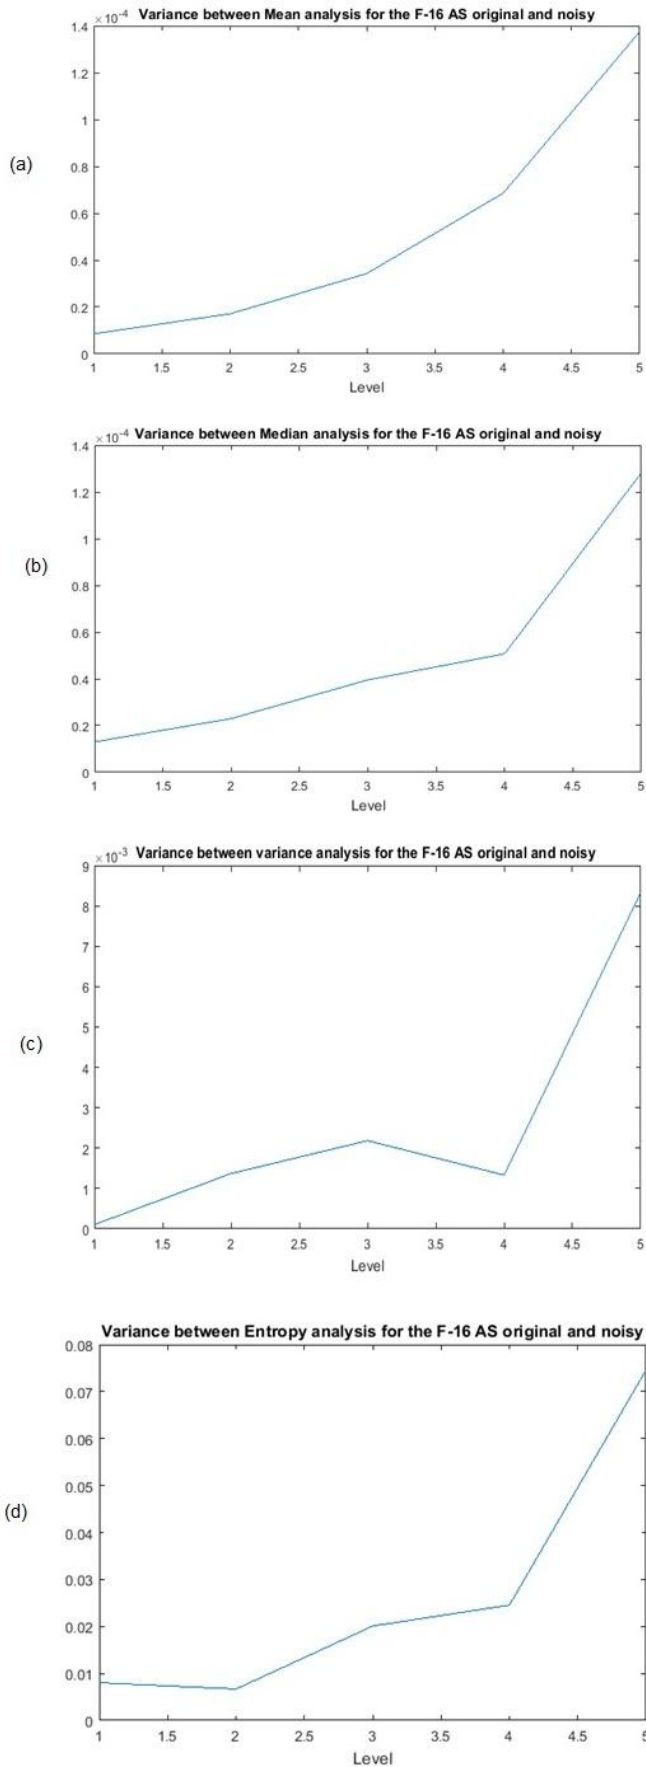 Variance between Mean analysis for the F-16 AS original and noisy
×10-4
1.4
1.2
1
0.8
0.6
0.4
0.2
0
1 1.5 2 2.5 3 3.5 4 4.5 5
Level
(a)
Variance between Median analysis for the F-16 AS original and noisy
×10-4
1.4
1.2
1
0.8
0.6
0.4
0.2
0
1 1.5 2 2.5 3 3.5 4 4.5 5
Level
(b)
Variance between variance analysis for the F-16 AS original and noisy
×10-3
9
8
7
6
5
4
3
2
1
0
1 1.5 2 2.5 3 3.5 4 4.5 5
Level
(c)
Variance between Entropy analysis for the F-16 AS original and noisy
0.08
0.07
0.06
0.05
0.04
0.03
0.02
0.01
0
1 1.5 2 2.5 3 3.5 4 4.5 5
Level
(d)